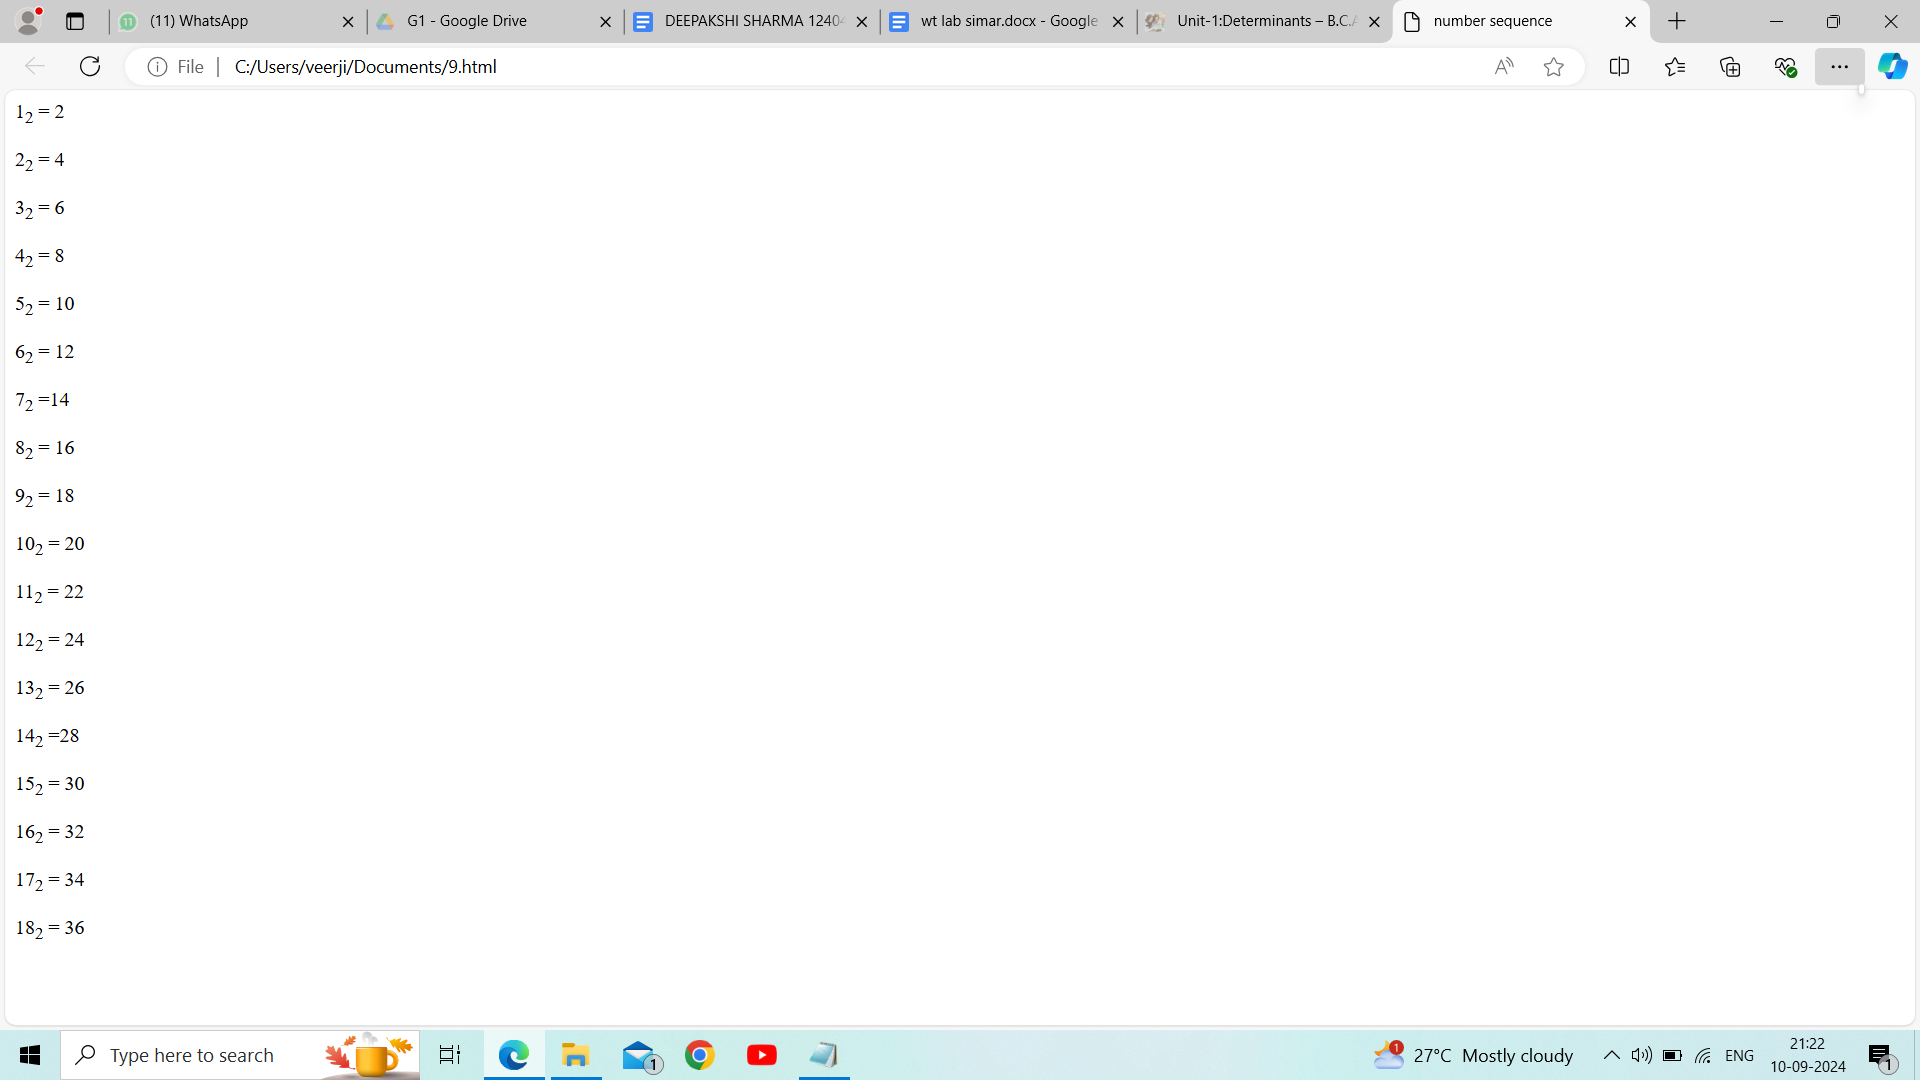 (11) WhatsApp
G1 - Google Drive
DEEPAKSHI SHARMA 1240
wt lab simar.docx - Google
Unit-1:Determinants – B.C.
number sequence
File | C:/Users/veerji/Documents/9.html
1₂ = 2
2₂ = 4
3₂ = 6
4₂ = 8
5₂ = 10
6₂ = 12
7₂ =14
8₂ = 16
9₂ = 18
10₂ = 20
11₂ = 22
12₂ = 24
13₂ = 26
14₂ =28
15₂ = 30
16₂ = 32
17₂ = 34
18₂ = 36
Type here to search
1
1
27°C Mostly cloudy
ENG
21:22
10-09-2024
1